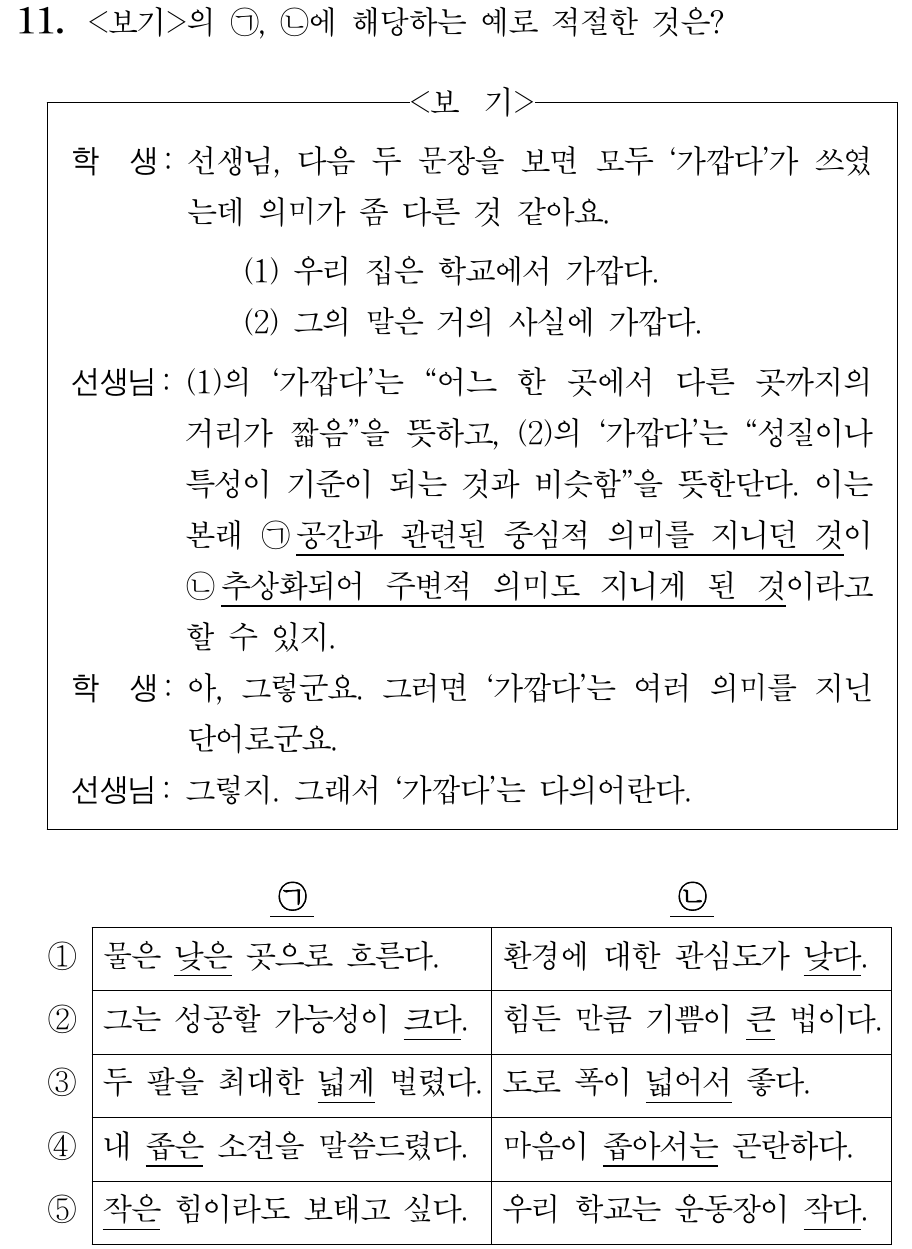 11. <보기>의 ㉠, ㉡에 해당하는 예로 적절한 것은?
<보 기>
학 생 : 선생님, 다음 두 문장을 보면 모두 ‘가깝다’가 쓰였
는데 의미가 좀 다른 것 같아요.
(1) 우리 집은 학교에서 가깝다.
(2) 그의 말은 거의 사실에 가깝다.
선생님 : (1)의 ‘가깝다’는 “어느 한 곳에서 다른 곳까지의
거리가 짧음”을 뜻하고, (2)의 ‘가깝다’는 “성질이나
특성이 기준이 되는 것과 비슷함”을 뜻한단다. 이는
본래 ㉠공간과 관련된 중심적 의미를 지니던 것이
㉡추상화되어 주변적 의미도 지니게 된 것이라고
할 수 있지.
학 생 : 아, 그렇군요. 그러면 ‘가깝다’는 여러 의미를 지닌
단어로군요.
선생님 : 그렇지. 그래서 ‘가깝다’는 다의어란다.
㉠ ㉡
① 물은 낮은 곳으로 흐른다. 환경에 대한 관심도가 낮다.
② 그는 성공할 가능성이 크다. 힘든 만큼 기쁨이 큰 법이다.
③ 두 팔을 최대한 넓게 벌렸다. 도로 폭이 넓어서 좋다.
④ 내 좁은 소견을 말씀드렸다. 마음이 좁아서는 곤란하다.
⑤ 작은 힘이라도 보태고 싶다. 우리 학교는 운동장이 작다.